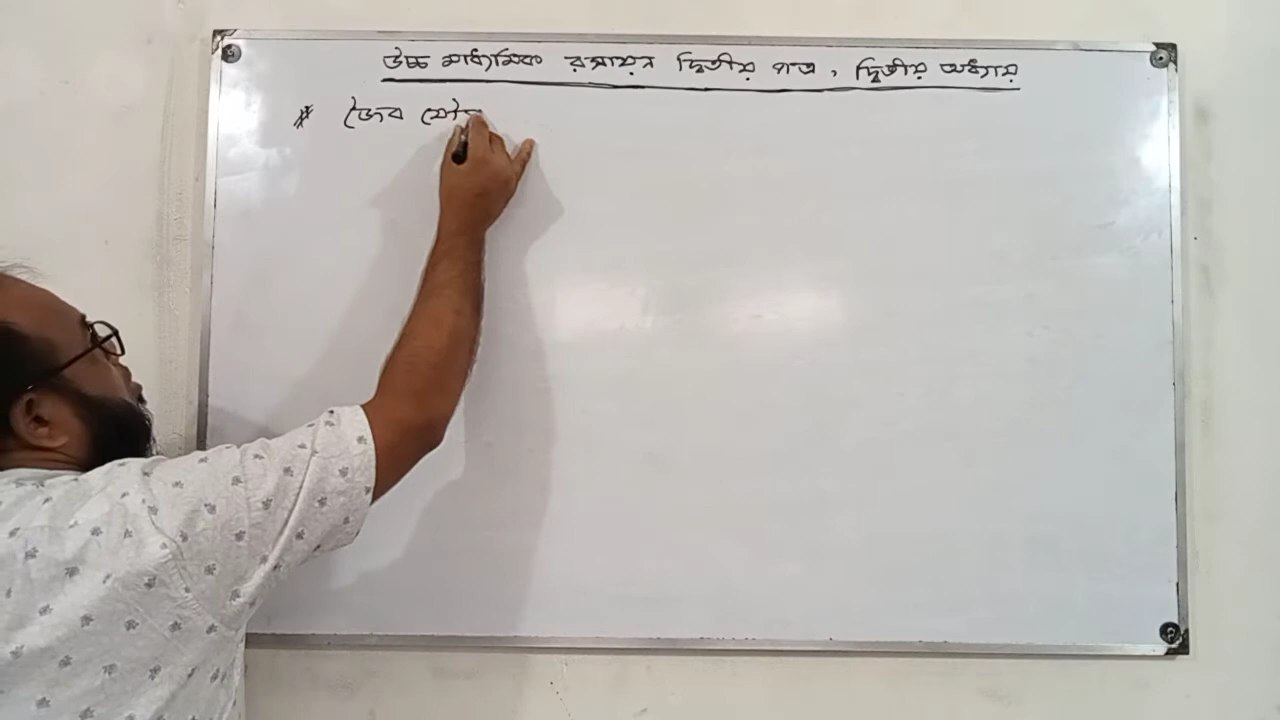 উচ্চ মাধ্যমিক রসায়ন দ্বিতীয় পত্র, দ্বিতীয় অধ্যায়
* জৈব যৌ